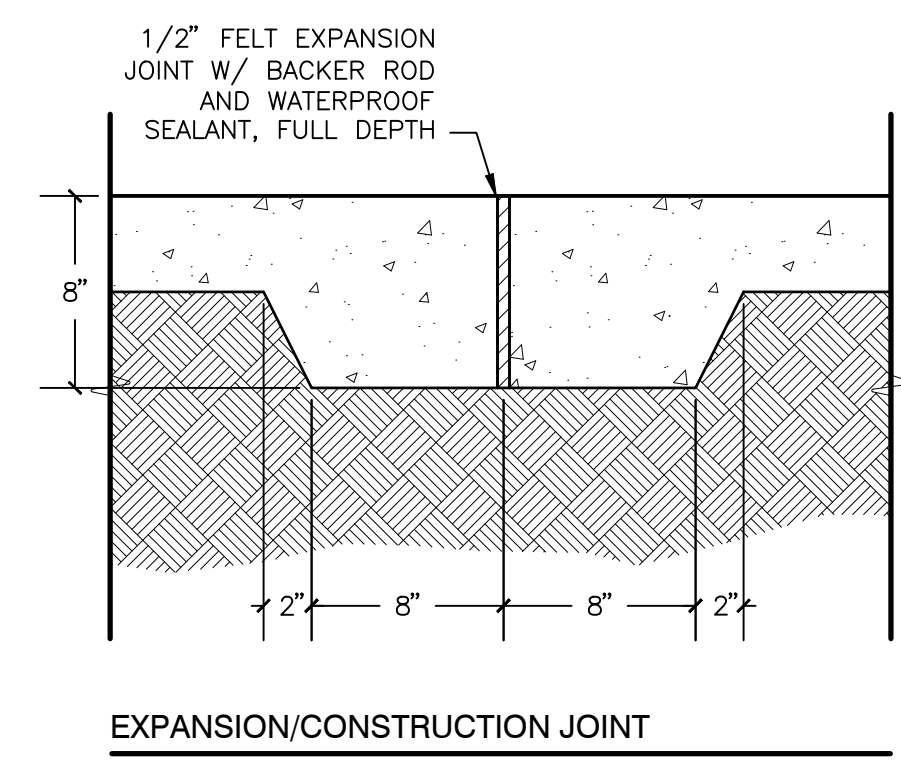 1/2” FELT EXPANSION
JOINT W/ BACKER ROD
AND WATERPROOF
SEALANT, FULL DEPTH
8”
2”
8”
8”
2”
EXPANSION/CONSTRUCTION JOINT